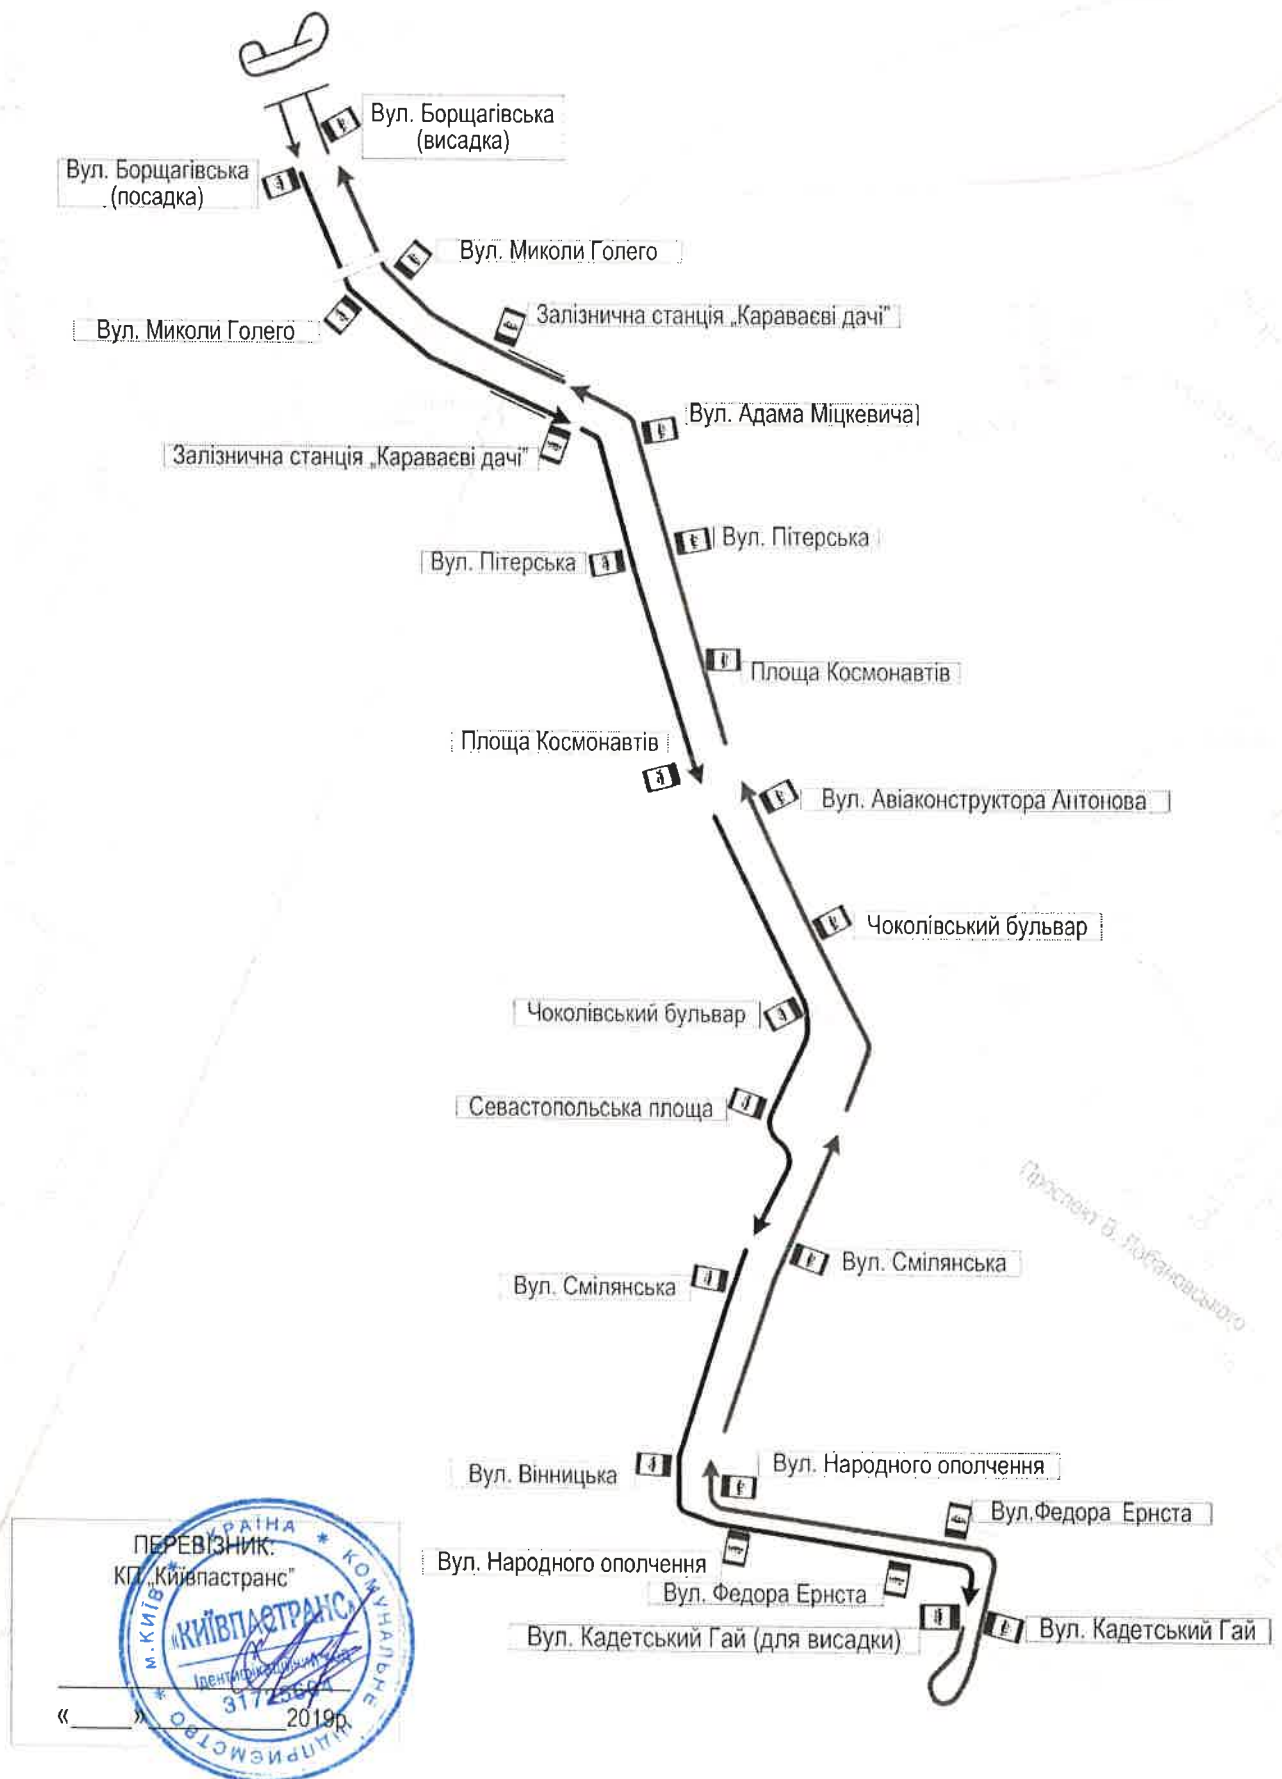 Вул. Борщагівська
(висадка)
Вул. Борщагівська
(посадка)
Вул. Миколи Голего
Вул. Миколи Голего
Залізнична станція „Караваєві дачі”
Вул. Адама Міцкевича
Залізнична станція „Караваєві дачі”
Вул. Пітерська
Вул. Пітерська
Площа Космонавтів
Площа Космонавтів
Вул. Авіаконструктора Антонова
Чоколівський бульвар
Чоколівський бульвар
Севастопольська площа
Проспект В. Лобановського
Вул. Смілянська
Вул. Смілянська
Вул. Вінницька
Вул. Народного ополчення
Вул.Федора Ернста
Вул. Народного ополчення
Вул. Федора Ернста
Вул. Кадетський Гай (для висадки)
Вул. Кадетський Гай
ПЕРЕВІЗНИК:
КП „Київпастранс”
«_____»__________2019р.
УКРАЇНА * КОМУНАЛЬНЕ ПІДПРИЄМСТВО * М.КИЇВ *
«КИЇВПАСТРАНС»
Ідентифікаційний код